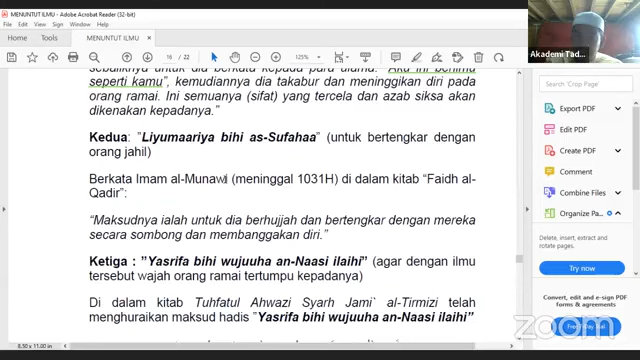 MENUNTUT ILMU - Adobe Acrobat Reader (32-bit)
File Edit View Sign Window Help
Home Tools MENUNTUT ILMU ×
/ 22 125%
Akademi Tad...
sebaliknya untuk dia berkata kepada para ulama: "Aku ini berilmu
seperti kamu", kemudiannya dia takabur dan meninggikan diri pada
orang ramai. Ini semuanya (sifat) yang tercela dan azab siksa akan
dikenakan kepadanya."
Kedua: "Liyumaariya bihi as-Sufahaa" (untuk bertengkar dengan
orang jahil)
Berkata Imam al-Munawi (meninggal 1031H) di dalam kitab "Faidh al-
Qadir":
"Maksudnya ialah untuk dia berhujjah dan bertengkar dengan mereka
secara sombong dan membanggakan diri."
Ketiga : "Yasrifa bihi wujuuha an-Naasi ilaihi" (agar dengan ilmu
tersebut wajah orang ramai tertumpu kepadanya)
Di dalam kitab Tuhfatul Ahwazi Syarh Jami` al-Tirmizi telah
menghuraikan maksud hadis "Yasrifa bihi wujuuha an-Naasi ilaihi"
8.50 x 11.00 in
Search 'Crop Page'
Export PDF
Edit PDF
Create PDF
Comment
Combine Files
Organize Pa...
Delete, insert, extract and
rotate pages.
Try now
Convert, edit and e-sign PDF
forms & agreements
Free 7-Day Trial
zoom